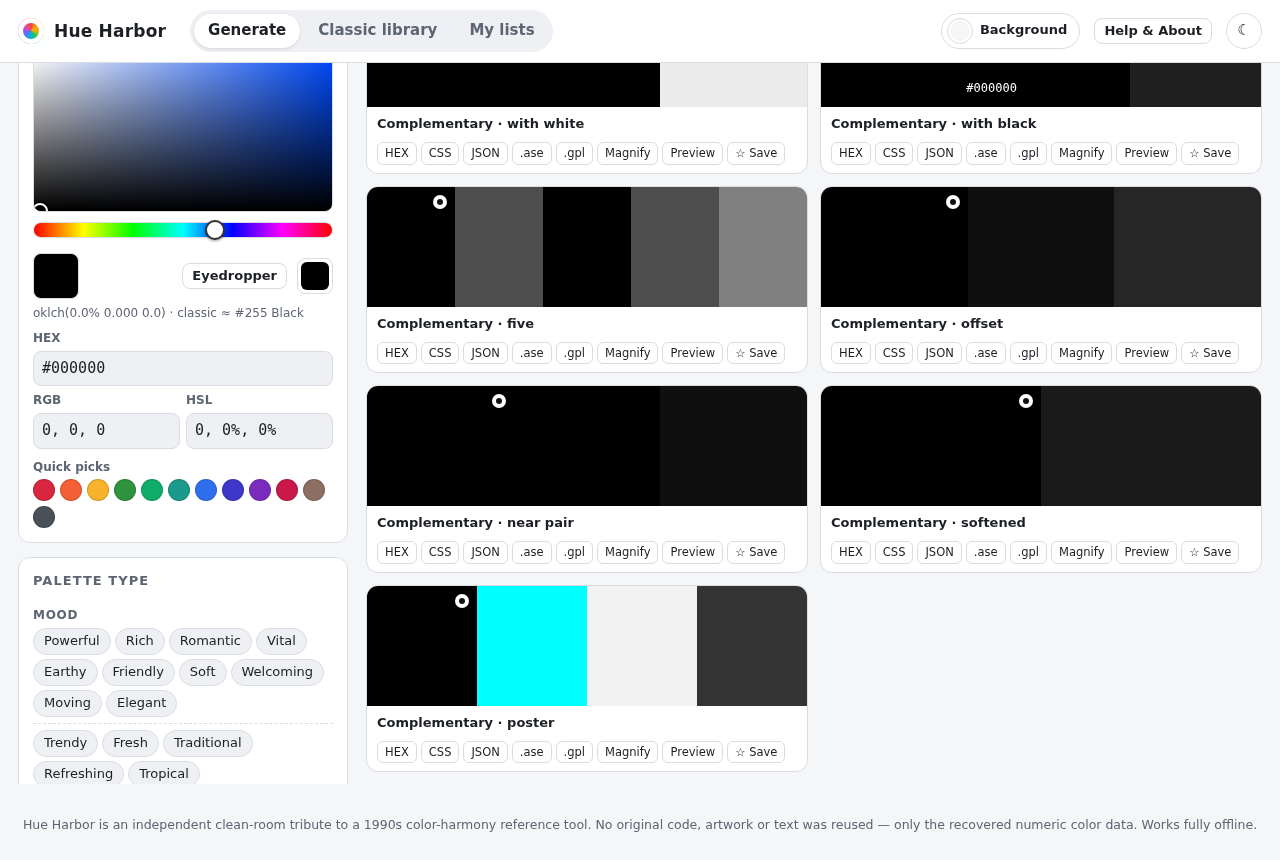 Hue Harbor
Generate
Classic library
My lists
Background
Help & About
☾
Eyedropper
oklch(0.0% 0.000 0.0) · classic ≈ #255 Black
HEX
#000000
RGB
HSL
0, 0, 0
0, 0%, 0%
Quick picks
PALETTE TYPE
MOOD
Powerful
Rich
Romantic
Vital
Earthy
Friendly
Soft
Welcoming
Moving
Elegant
Trendy
Fresh
Traditional
Refreshing
Tropical
Complementary · with white
HEX CSS JSON .ase .gpl Magnify Preview ☆ Save
#000000
Complementary · with black
HEX CSS JSON .ase .gpl Magnify Preview ☆ Save
Complementary · five
HEX CSS JSON .ase .gpl Magnify Preview ☆ Save
Complementary · offset
HEX CSS JSON .ase .gpl Magnify Preview ☆ Save
Complementary · near pair
HEX CSS JSON .ase .gpl Magnify Preview ☆ Save
Complementary · softened
HEX CSS JSON .ase .gpl Magnify Preview ☆ Save
Complementary · poster
HEX CSS JSON .ase .gpl Magnify Preview ☆ Save
Hue Harbor is an independent clean-room tribute to a 1990s color-harmony reference tool. No original code, artwork or text was reused — only the recovered numeric color data. Works fully offline.